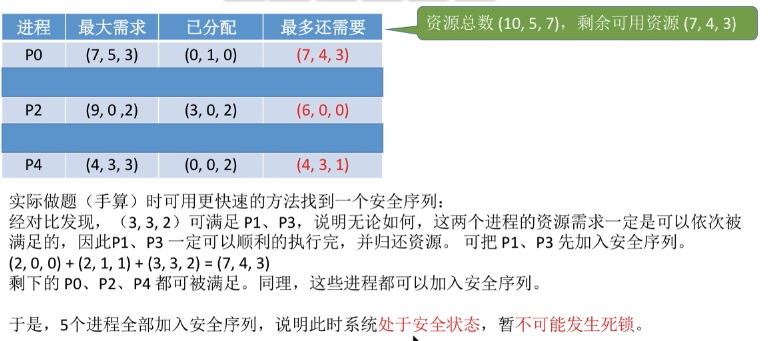 进程 最大需求 已分配 最多还需要
资源总数 (10, 5, 7)，剩余可用资源 (7, 4, 3)
P0 (7, 5, 3) (0, 1, 0) (7, 4, 3)
P2 (9, 0 ,2) (3, 0, 2) (6, 0, 0)
P4 (4, 3, 3) (0, 0, 2) (4, 3, 1)
实际做题（手算）时可用更快速的方法找到一个安全序列：
经对比发现，（3, 3, 2）可满足 P1、P3，说明无论如何，这两个进程的资源需求一定是可以依次被
满足的，因此P1、P3 一定可以顺利的执行完，并归还资源。 可把 P1、P3 先加入安全序列。
(2, 0, 0) + (2, 1, 1) + (3, 3, 2) = (7, 4, 3)
剩下的 P0、P2、P4 都可被满足。同理，这些进程都可以加入安全序列。
于是，5个进程全部加入安全序列，说明此时系统处于安全状态，暂不可能发生死锁。